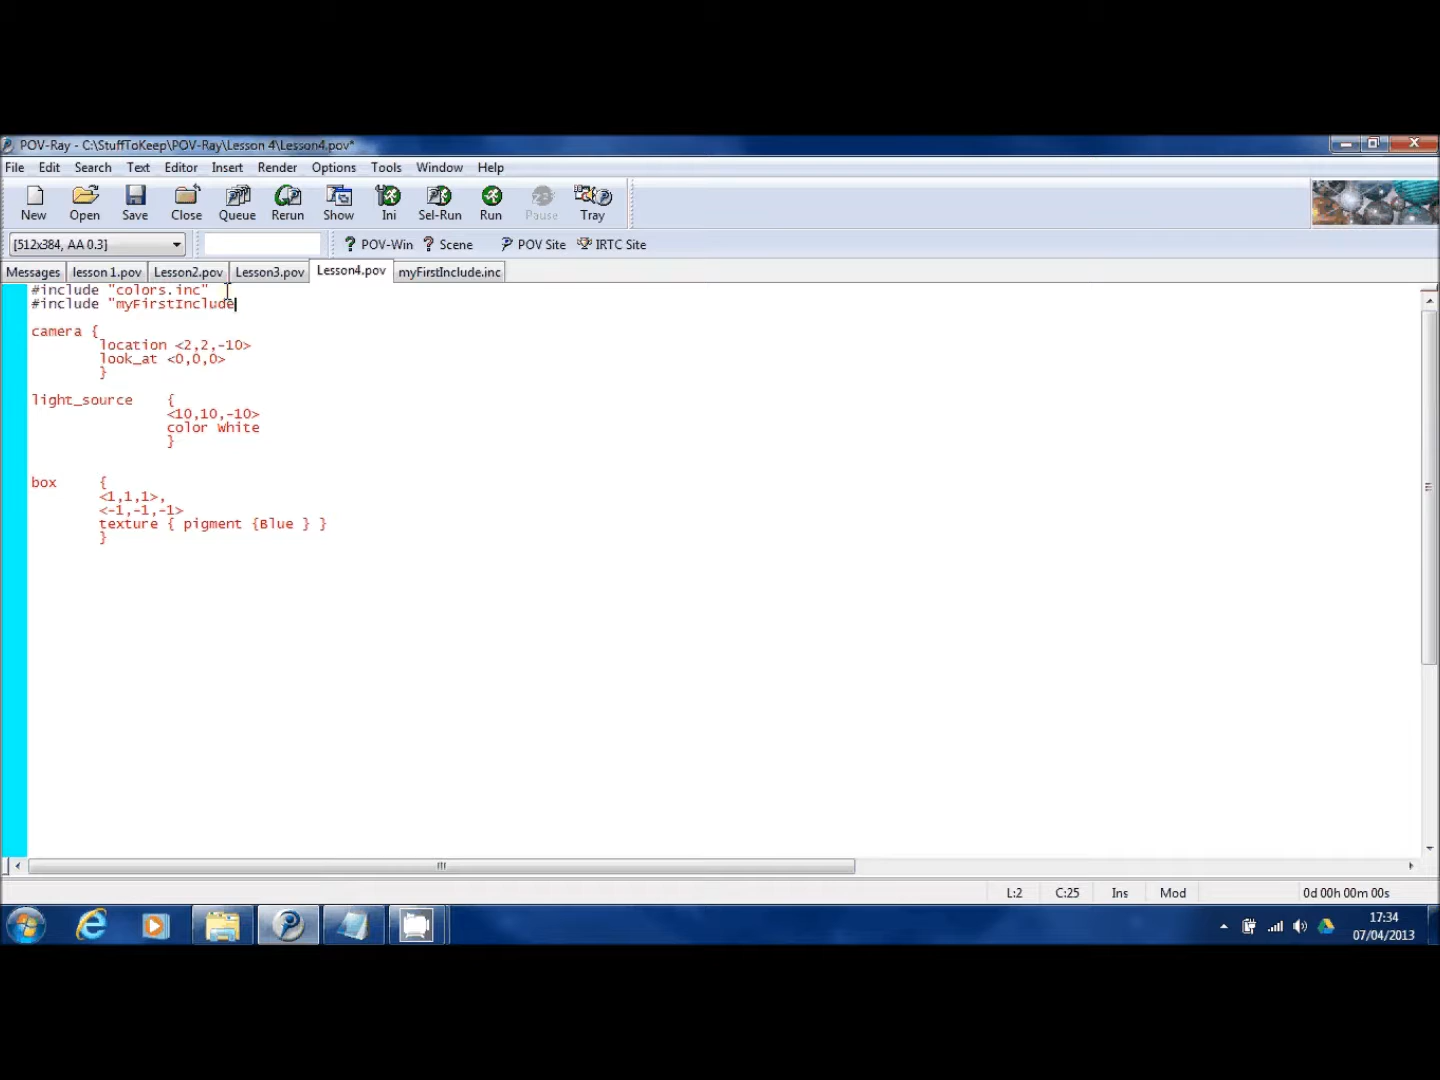 POV-Ray - C:\StuffToKeep\POV-Ray\Lesson 4\Lesson4.pov*
File Edit Search Text Editor Insert Render Options Tools Window Help
New Open Save Close Queue Rerun Show Ini Sel-Run Run Pause Tray
[512x384, AA 0.3] POV-Win Scene POV Site IRTC Site
Messages lesson 1.pov Lesson2.pov Lesson3.pov Lesson4.pov myFirstInclude.inc
#include "colors.inc"
#include "myFirstInclude
camera {
location <2,2,-10>
look_at <0,0,0>
}
light_source {
<10,10,-10>
color White
}
box {
<1,1,1>,
<-1,-1,-1>
texture { pigment {Blue } }
}
L:2 C:25 Ins Mod 0d 00h 00m 00s
17:34
07/04/2013